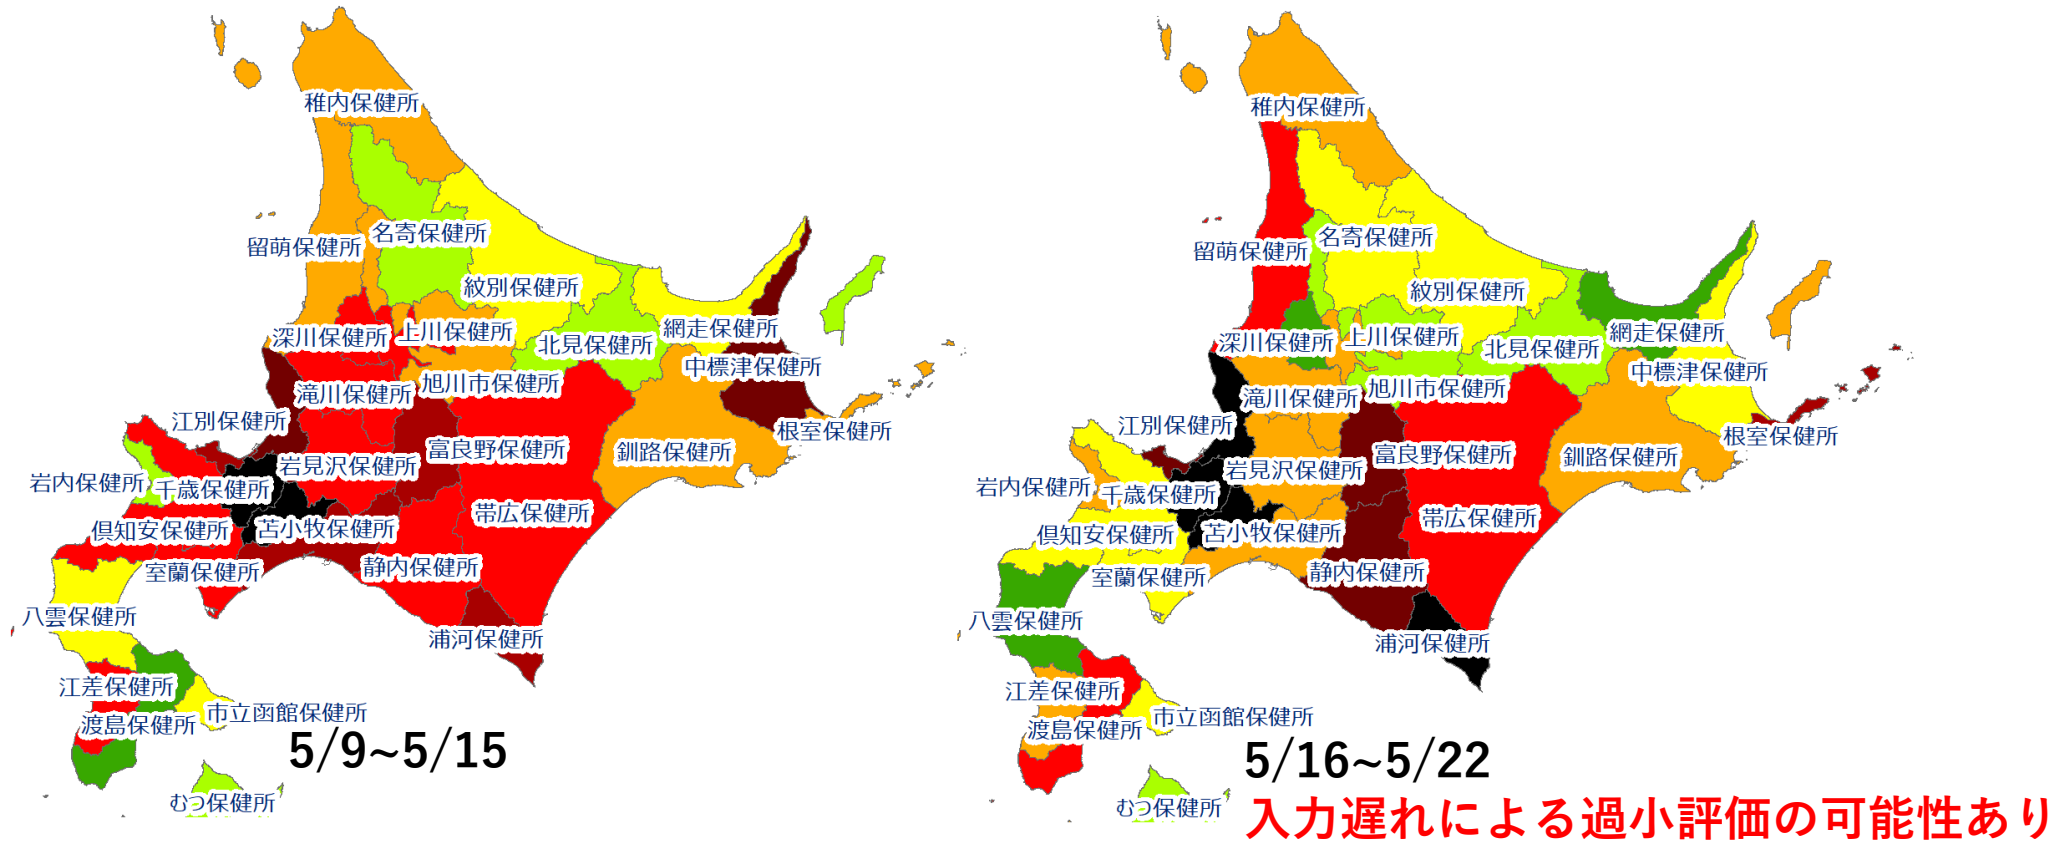 稚内保健所
名寄保健所
留萌保健所
紋別保健所
深川保健所
上川保健所
網走保健所
北見保健所
中標津保健所
旭川市保健所
滝川保健所
江別保健所
根室保健所
富良野保健所
釧路保健所
岩見沢保健所
岩内保健所
千歳保健所
帯広保健所
倶知安保健所
苫小牧保健所
静内保健所
室蘭保健所
八雲保健所
浦河保健所
江差保健所
市立函館保健所
渡島保健所
5/9~5/15
むつ保健所
稚内保健所
名寄保健所
留萌保健所
紋別保健所
網走保健所
上川保健所
深川保健所
北見保健所
中標津保健所
旭川市保健所
滝川保健所
江別保健所
根室保健所
富良野保健所
釧路保健所
岩見沢保健所
岩内保健所
千歳保健所
帯広保健所
倶知安保健所
苫小牧保健所
静内保健所
室蘭保健所
八雲保健所
浦河保健所
江差保健所
市立函館保健所
渡島保健所
5/16~5/22
むつ保健所
入力遅れによる過小評価の可能性あり